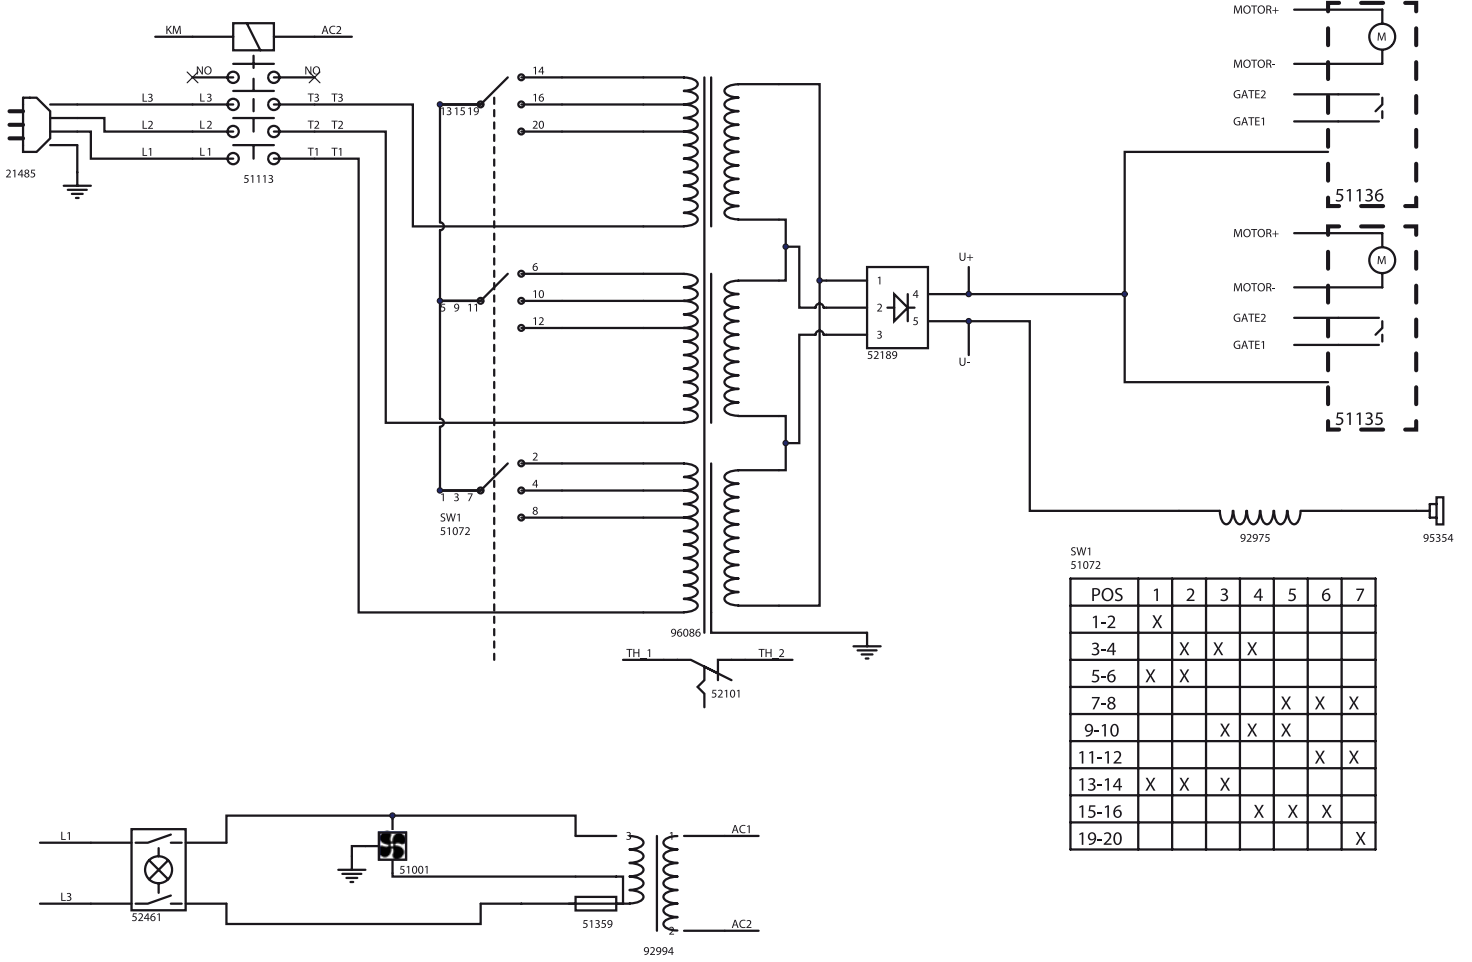 KM
AC2
NO
NO
L3
L3
T3
T3
L2
L2
T2
T2
L1
L1
T1
T1
21485
51113
13 15 19
14
16
20
5 9 11
6
10
12
1 3 7
2
4
8
SW1
51072
96086
TH_1
TH_2
52101
1
2
3
4
5
52189
U+
U-
MOTOR+
M
MOTOR-
GATE2
GATE1
51136
MOTOR+
M
MOTOR-
GATE2
GATE1
51135
92975
95354
SW1
51072
POS 1 2 3 4 5 6 7
1-2 X
3-4 X X X
5-6 X X
7-8 X X X
9-10 X X X
11-12 X X
13-14 X X X
15-16 X X X
19-20 X
L1
L3
52461
51001
51359
3
1
2
AC1
AC2
92994